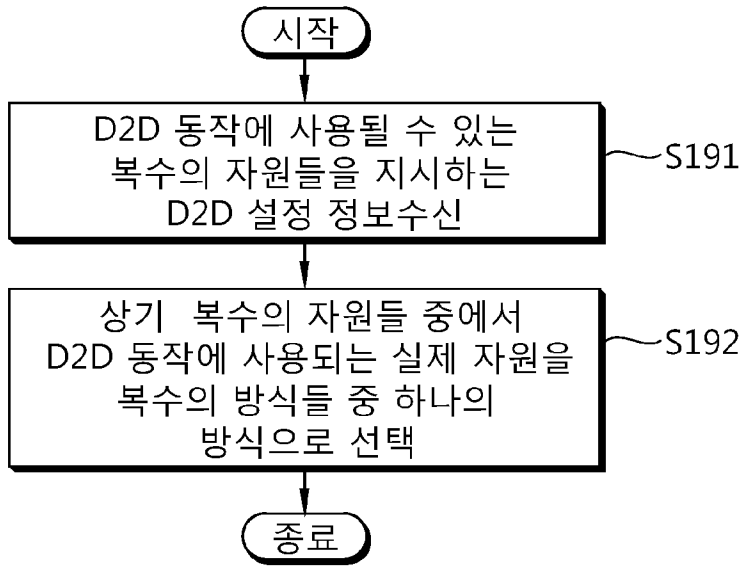 시작
D2D 동작에 사용될 수 있는
복수의 자원들을 지시하는
D2D 설정 정보수신
S191
상기 복수의 자원들 중에서
D2D 동작에 사용되는 실제 자원을
복수의 방식들 중 하나의
방식으로 선택
S192
종료